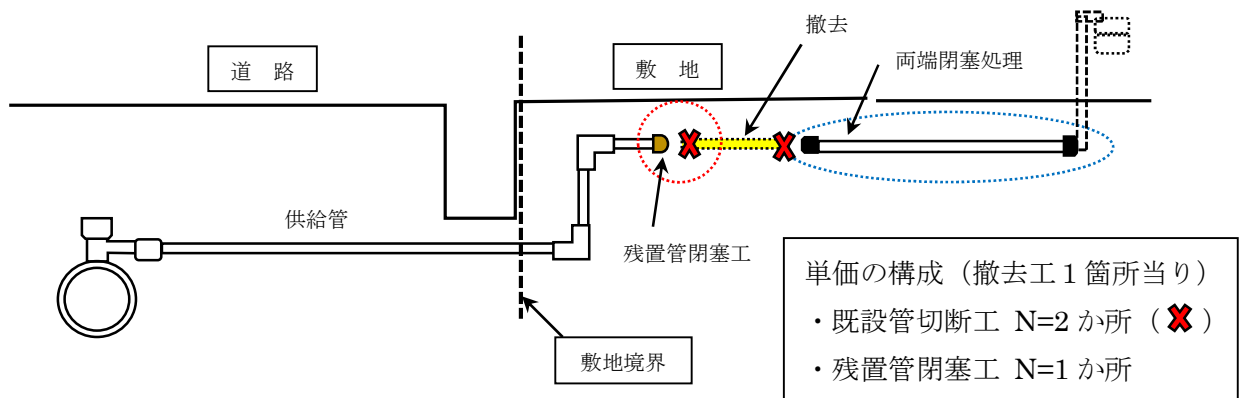 撤去
道　路
敷　地
両端閉塞処理
供給管
残置管閉塞工
敷地境界
単価の構成（撤去工１箇所当り）
・既設管切断工 N=2 か所（ ✘ ）
・残置管閉塞工 N=1 か所